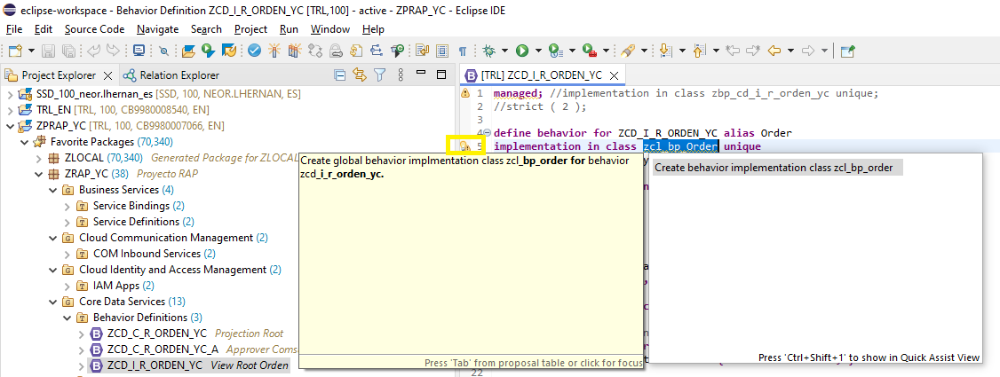 eclipse-workspace - Behavior Definition ZCD_I_R_ORDEN_YC [TRL,100] - active - ZPRAP_YC - Eclipse IDE
File Edit Source Code Navigate Search Project Run Window Help
Project Explorer
Relation Explorer
SSD_100_neor.lhernan_es [SSD, 100, NEOR.LHERNAN, ES]
TRL_EN [TRL, 100, CB9980008540, EN]
ZPRAP_YC [TRL, 100, CB9980007066, EN]
Favorite Packages (70,340)
ZLOCAL (70,340) Generated Package for ZLOCAL
ZRAP_YC (38) Proyecto RAP
Business Services (4)
Service Bindings (2)
Service Definitions (2)
Cloud Communication Management (2)
COM Inbound Services (2)
Cloud Identity and Access Management (2)
IAM Apps (2)
Core Data Services (13)
Behavior Definitions (3)
ZCD_C_R_ORDEN_YC Projection Root
ZCD_C_R_ORDEN_YC_A Approver Coms
ZCD_I_R_ORDEN_YC View Root Orden
[TRL] ZCD_I_R_ORDEN_YC
1 managed; //implementation in class zbp_cd_i_r_orden_yc unique;
2 //strict ( 2 );
3
4 define behavior for ZCD_I_R_ORDEN_YC alias Order
5 implementation in class zcl_bp_Orden unique
22
Create global behavior implmentation class zcl_bp_order for behavior
zcd_i_r_orden_yc.
Press 'Tab' from proposal table or click for focus
Create behavior implementation class zcl_bp_order
Press 'Ctrl+Shift+1' to show in Quick Assist View